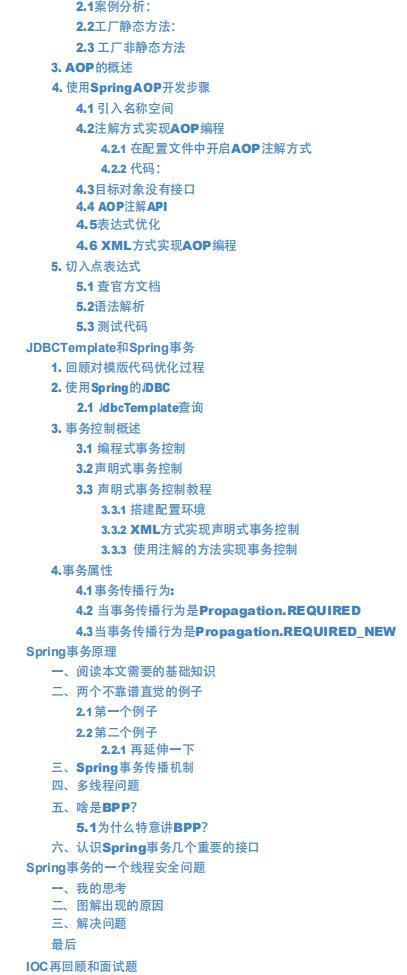 2.1案例分析：
2.2工厂静态方法：
2.3 工厂非静态方法
3. AOP的概述
4. 使用SpringAOP开发步骤
4.1 引入名称空间
4.2注解方式实现AOP编程
4.2.1 在配置文件中开启AOP注解方式
4.2.2 代码：
4.3目标对象没有接口
4.4 AOP注解API
4.5表达式优化
4.6 XML方式实现AOP编程
5. 切入点表达式
5.1 查官方文档
5.2语法解析
5.3 测试代码
JDBCTemplate和Spring事务
1. 回顾对模版代码优化过程
2. 使用Spring的JDBC
2.1 JdbcTemplate查询
3. 事务控制概述
3.1 编程式事务控制
3.2声明式事务控制
3.3 声明式事务控制教程
3.3.1 搭建配置环境
3.3.2 XML方式实现声明式事务控制
3.3.3 使用注解的方法实现事务控制
4.事务属性
4.1事务传播行为:
4.2 当事务传播行为是Propagation.REQUIRED
4.3当事务传播行为是Propagation.REQUIRED_NEW
Spring事务原理
一、阅读本文需要的基础知识
二、两个不靠谱直觉的例子
2.1第一个例子
2.2第二个例子
2.2.1 再延伸一下
三、Spring事务传播机制
四、多线程问题
五、啥是BPP？
5.1为什么特意讲BPP？
六、认识Spring事务几个重要的接口
Spring事务的一个线程安全问题
一、我的思考
二、图解出现的原因
三、解决问题
最后
IOC再回顾和面试题